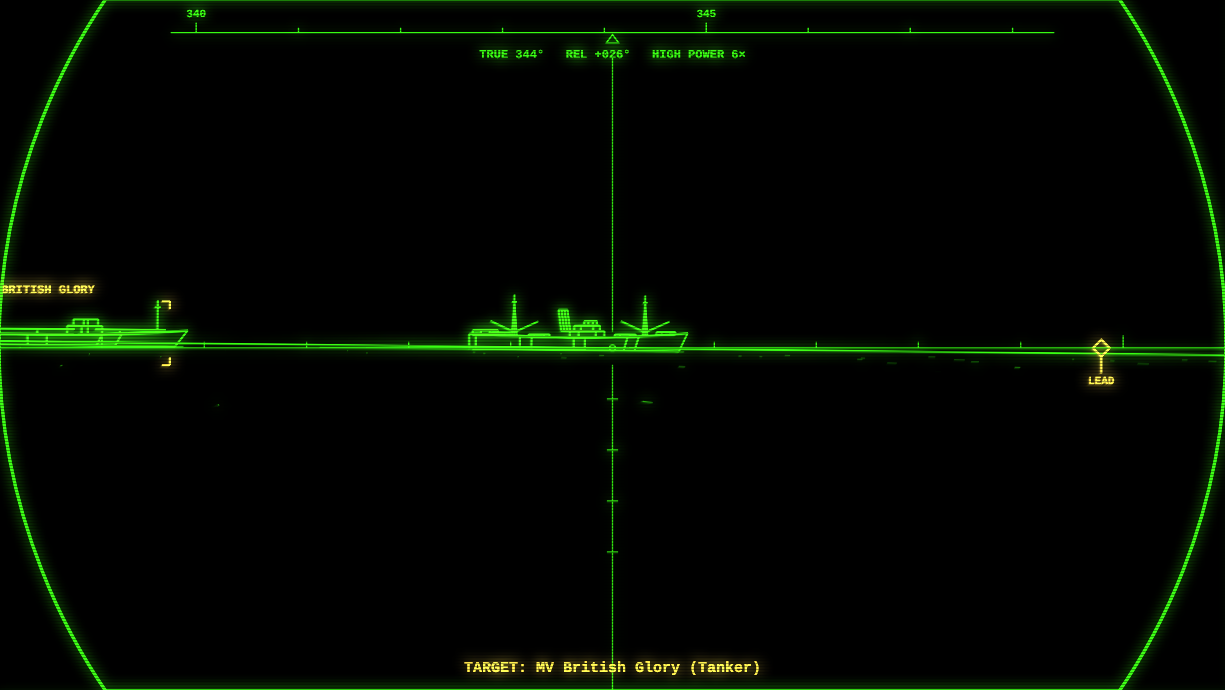 340 345
TRUE 344° REL +026° HIGH POWER 6×
BRITISH GLORY
LEAD
TARGET: MV British Glory (Tanker)